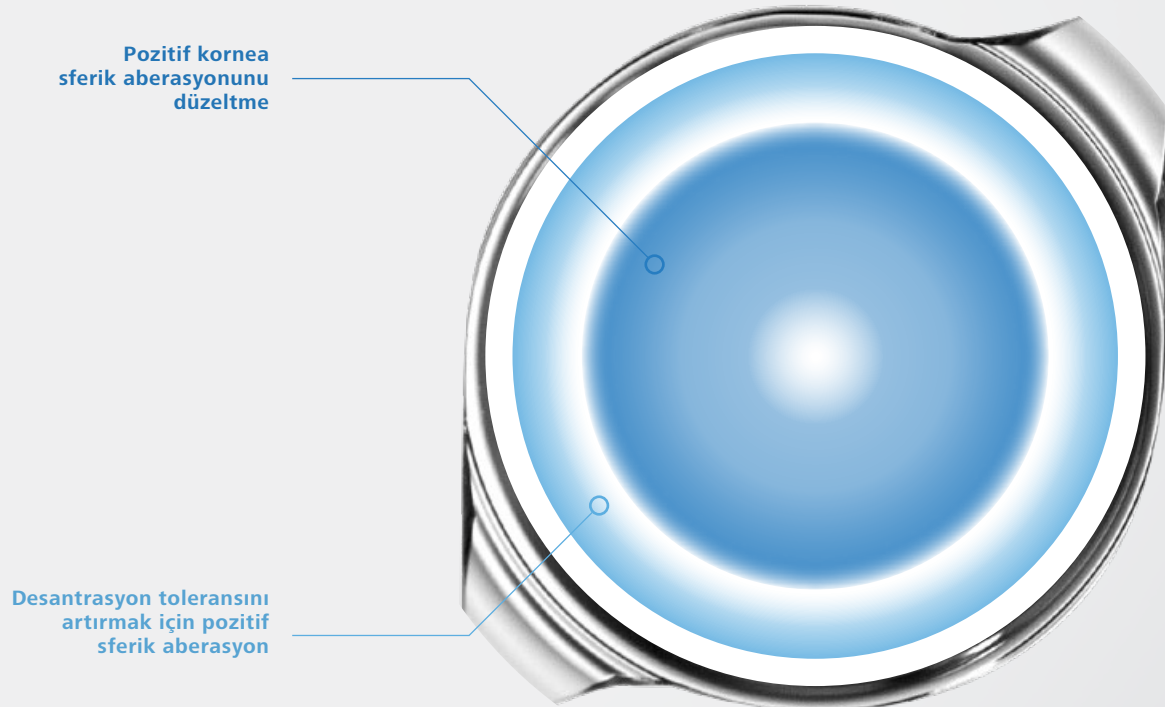 Pozitif kornea
sferik aberasyonunu
düzeltme
Desantrasyon toleransını
artırmak için pozitif
sferik aberasyon